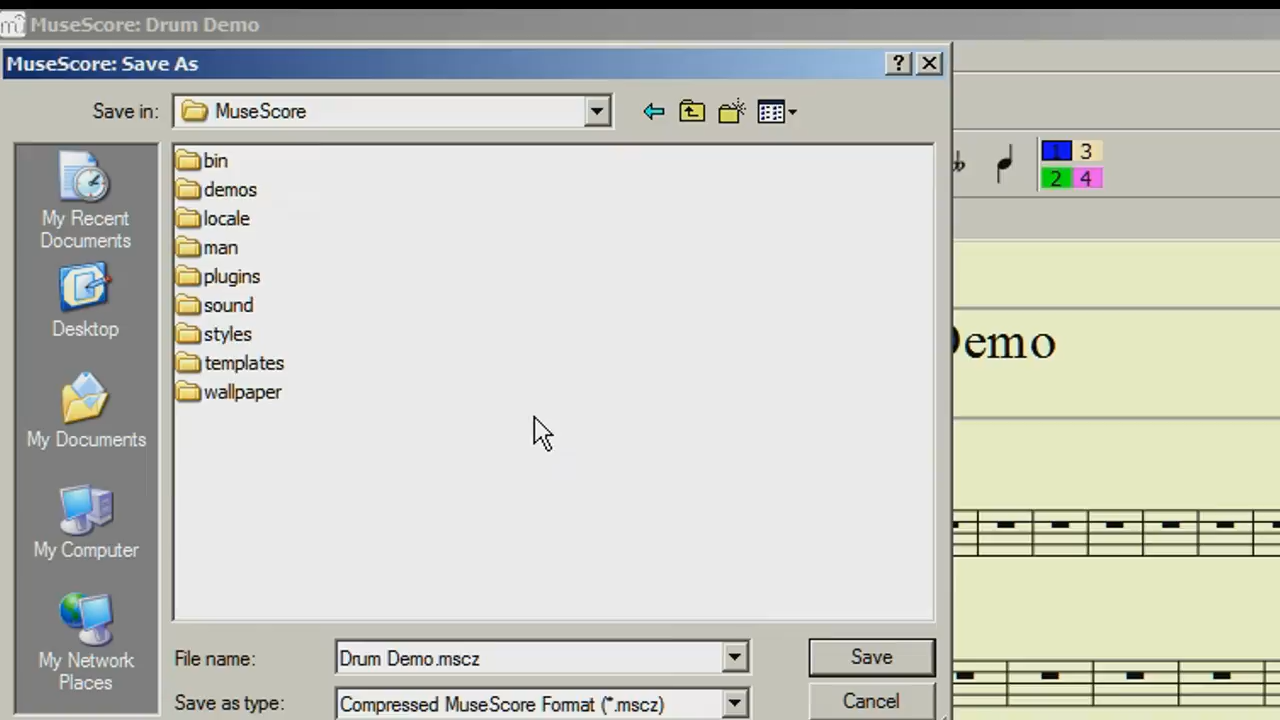 MuseScore: Drum Demo
MuseScore: Save As
Save in: MuseScore
1 3
2 4
bin
demos
locale
man
plugins
sound
styles
templates
wallpaper
My Recent
Documents
Desktop
My Documents
My Computer
My Network
Places
Demo
File name: Drum Demo.mscz
Save
Save as type: Compressed MuseScore Format (*.mscz)
Cancel